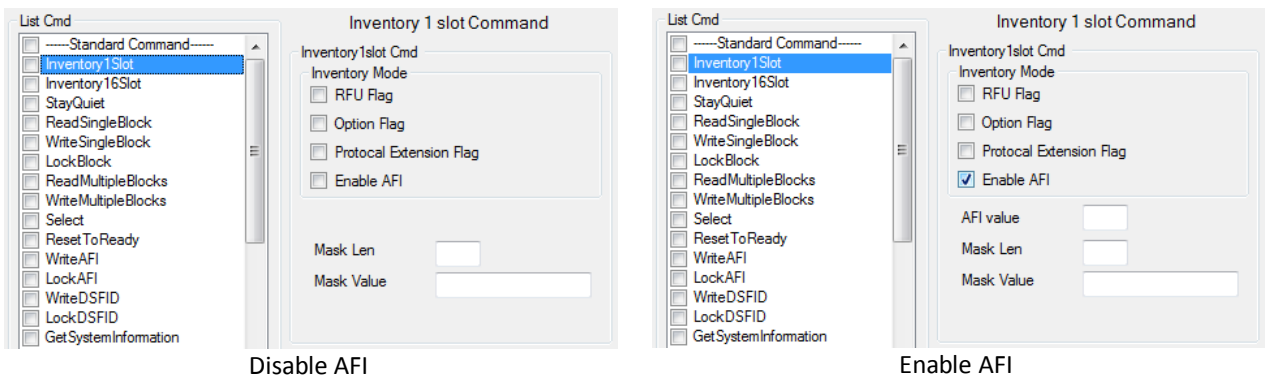 List Cmd
------Standard Command------
Inventory1Slot
Inventory16Slot
StayQuiet
ReadSingleBlock
WriteSingleBlock
LockBlock
ReadMultipleBlocks
WriteMultipleBlocks
Select
ResetToReady
WriteAFI
LockAFI
WriteDSFID
LockDSFID
GetSystemInformation
Inventory 1 slot Command
Inventory1slot Cmd
Inventory Mode
RFU Flag
Option Flag
Protocal Extension Flag
Enable AFI
Mask Len
Mask Value
Disable AFI
List Cmd
------Standard Command------
Inventory1Slot
Inventory16Slot
StayQuiet
ReadSingleBlock
WriteSingleBlock
LockBlock
ReadMultipleBlocks
WriteMultipleBlocks
Select
ResetToReady
WriteAFI
LockAFI
WriteDSFID
LockDSFID
GetSystemInformation
Inventory 1 slot Command
Inventory1slot Cmd
Inventory Mode
RFU Flag
Option Flag
Protocal Extension Flag
Enable AFI
AFI value
Mask Len
Mask Value
Enable AFI